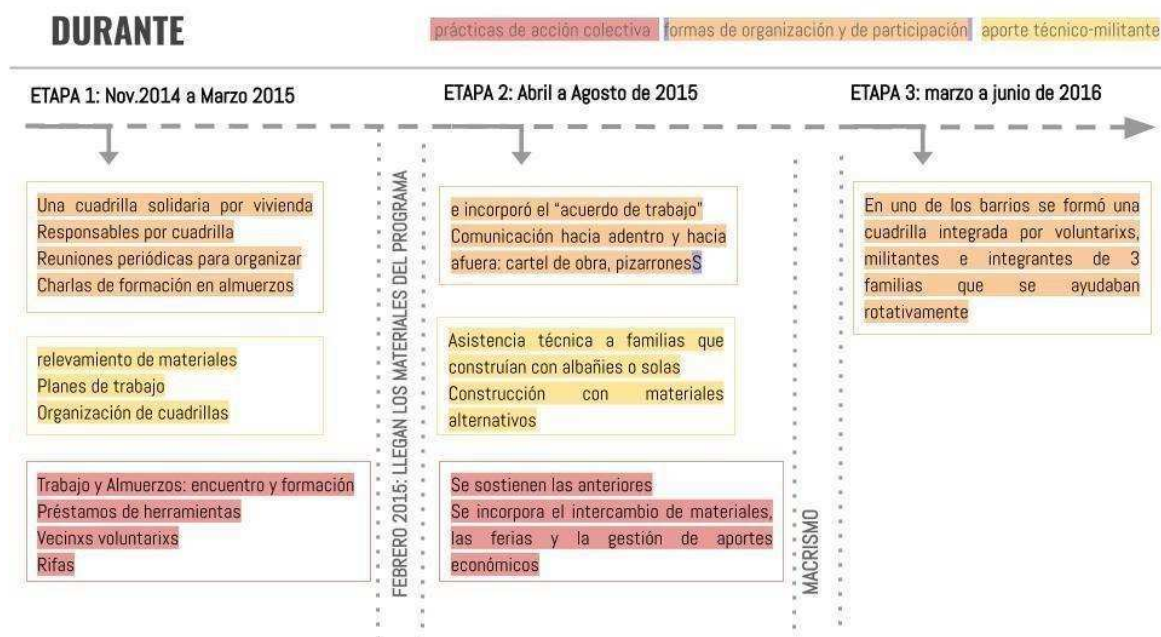 DURANTE
prácticas de acción colectiva
formas de organización y de participación
aporte técnico-militante
ETAPA 1: Nov.2014 a Marzo 2015
Una cuadrilla solidaria por vivienda
Responsables por cuadrilla
Reuniones periódicas para organizar
Charlas de formación en almuerzos
relevamiento de materiales
Planes de trabajo
Organización de cuadrillas
Trabajo y Almuerzos: encuentro y formación
Préstamos de herramientas
Vecinxs voluntarixs
Rifas
FEBRERO 2015: LLEGAN LOS MATERIALES DEL PROGRAMA
ETAPA 2: Abril a Agosto de 2015
e incorporó el “acuerdo de trabajo”
Comunicación hacia adentro y hacia
afuera: cartel de obra, pizarronesS
Asistencia técnica a familias que
construían con albañies o solas
Construcción con materiales
alternativos
Se sostienen las anteriores
Se incorpora el intercambio de materiales,
las ferias y la gestión de aportes
económicos
MACRISMO
ETAPA 3: marzo a junio de 2016
En uno de los barrios se formó una
cuadrilla integrada por voluntarixs,
militantes e integrantes de 3
familias que se ayudaban
rotativamente